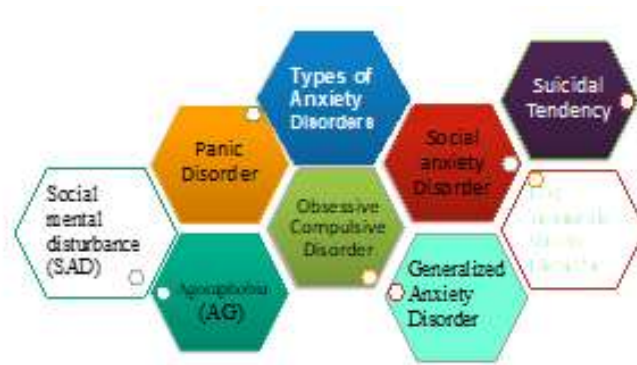 Types of
Anxiety
Disorders
Suicidal
Tendency
Panic
Disorder
Social
anxiety
Disorder
Social
mental
disturbance
(SAD)
Obsessive
Compulsive
Disorder
Agoraphobia
(AG)
Generalized
Anxiety
Disorder